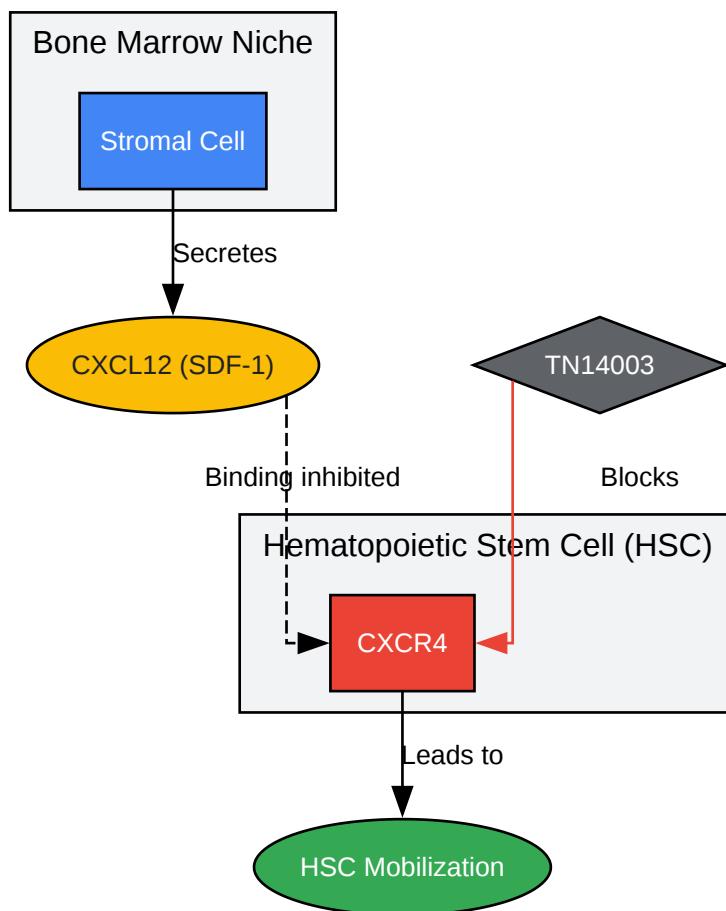 Bone Marrow Niche
Stromal Cell
Secretes
CXCL12 (SDF-1)
TN14003
Binding inhibited
Blocks
Hematopoietic Stem Cell (HSC)
CXCR4
Leads to
HSC Mobilization